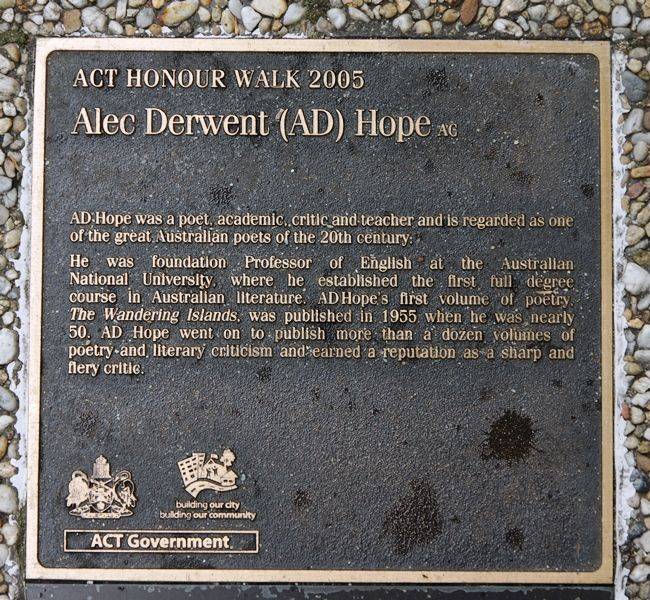 ACT HONOUR WALK 2005
Alec Derwent (AD) Hope AC
AD Hope was a poet, academic, critic and teacher and is regarded as one
of the great Australian poets of the 20th century.
He was foundation Professor of English at the Australian
National University, where he established the first full degree
course in Australian literature. AD Hope's first volume of poetry,
The Wandering Islands, was published in 1955 when he was nearly
50. AD Hope went on to publish more than a dozen volumes of
poetry and literary criticism and earned a reputation as a sharp and
fiery critic.
building our city
building our community
ACT Government